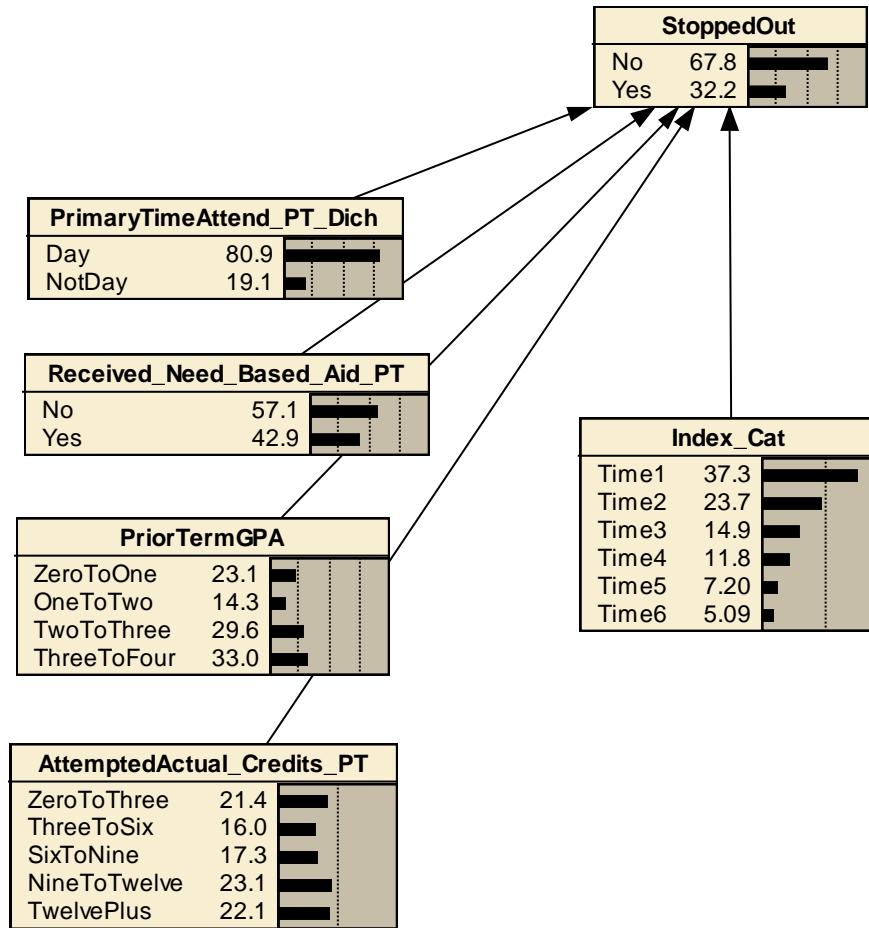 StoppedOut
No 67.8
Yes 32.2
PrimaryTimeAttend_PT_Dich
Day 80.9
NotDay 19.1
Received_Need_Based_Aid_PT
No 57.1
Yes 42.9
Index_Cat
Time1 37.3
Time2 23.7
Time3 14.9
Time4 11.8
Time5 7.20
Time6 5.09
PriorTermGPA
ZeroToOne 23.1
OneToTwo 14.3
TwoToThree 29.6
ThreeToFour 33.0
AttemptedActual_Credits_PT
ZeroToThree 21.4
ThreeToSix 16.0
SixToNine 17.3
NineToTwelve 23.1
TwelvePlus 22.1